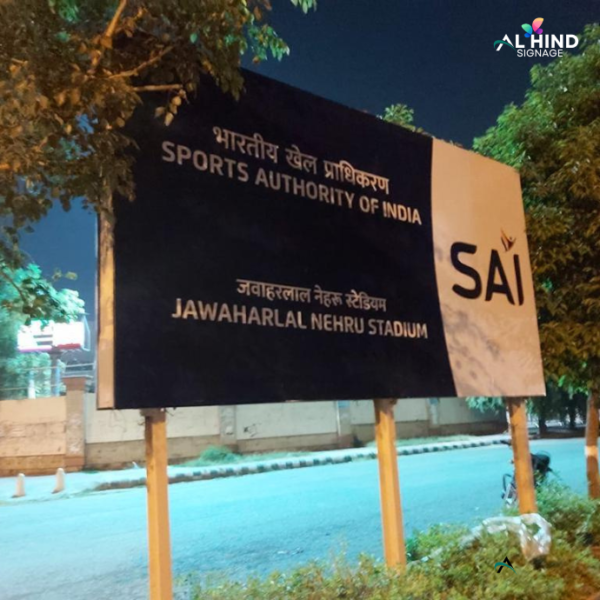 AL HIND
SIGNAGE
भारतीय खेल प्राधिकरण
SPORTS AUTHORITY OF INDIA
SAI
जवाहरलाल नेहरू स्टेडियम
JAWAHARLAL NEHRU STADIUM